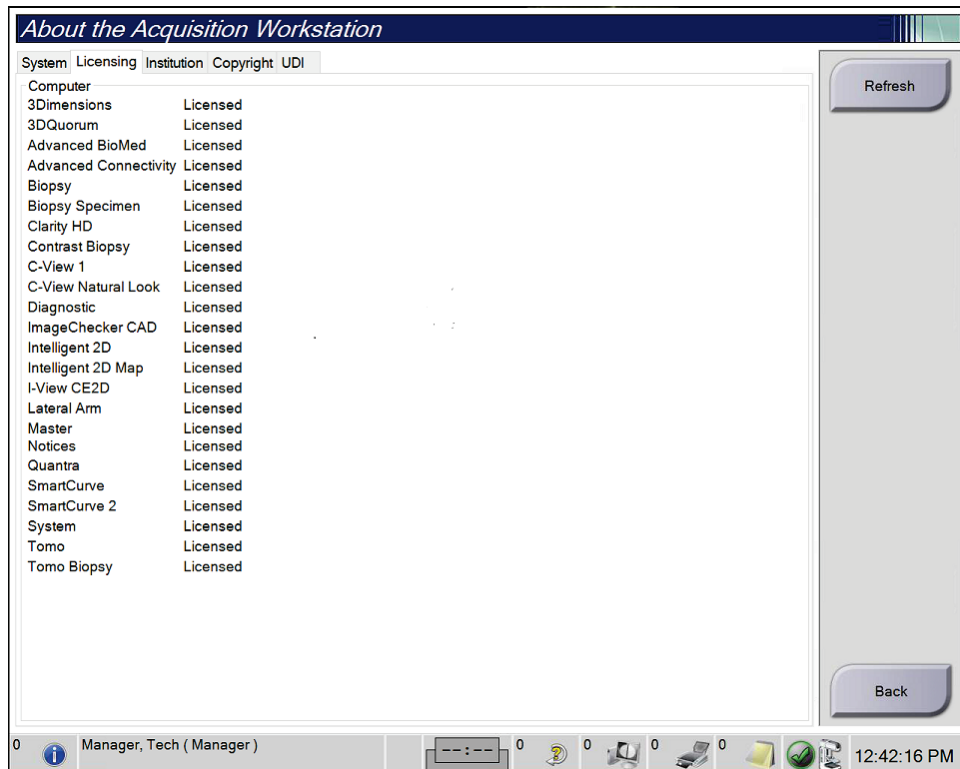 About the Acquisition Workstation
System Licensing Institution Copyright UDI
Computer
3Dimensions Licensed
3DQuorum Licensed
Advanced BioMed Licensed
Advanced Connectivity Licensed
Biopsy Licensed
Biopsy Specimen Licensed
Clarity HD Licensed
Contrast Biopsy Licensed
C-View 1 Licensed
C-View Natural Look Licensed
Diagnostic Licensed
ImageChecker CAD Licensed
Intelligent 2D Licensed
Intelligent 2D Map Licensed
I-View CE2D Licensed
Lateral Arm Licensed
Master Licensed
Notices Licensed
Quantra Licensed
SmartCurve Licensed
SmartCurve 2 Licensed
System Licensed
Tomo Licensed
Tomo Biopsy Licensed
Refresh
Back
0 Manager, Tech ( Manager ) --:-- 0 0 0 0 12:42:16 PM